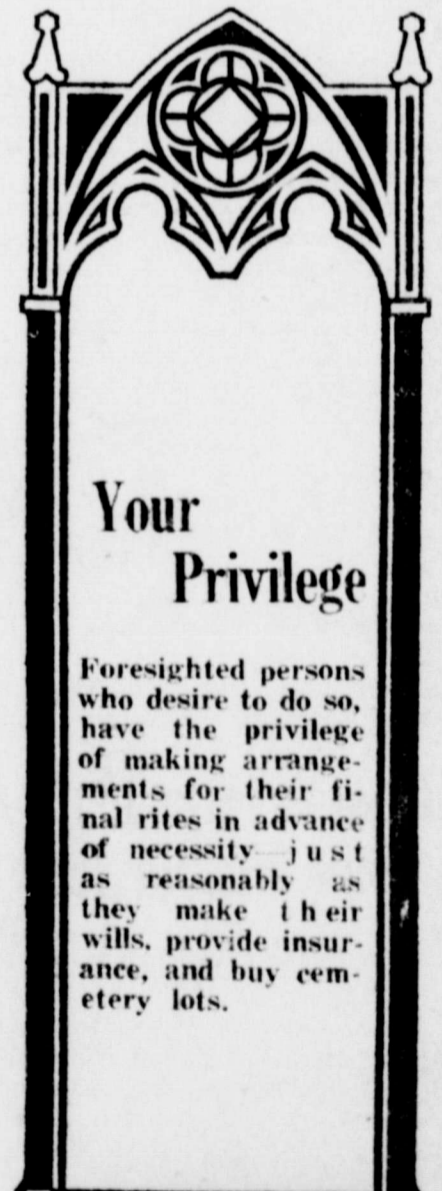 Your
Privilege
Foresighted persons
who desire to do so,
have the privilege
of making arrange-
ments for their fi-
nal rites in advance
of necessity just
as reasonably as
they make their
wills, provide insur-
ance, and buy cem-
etery lots.